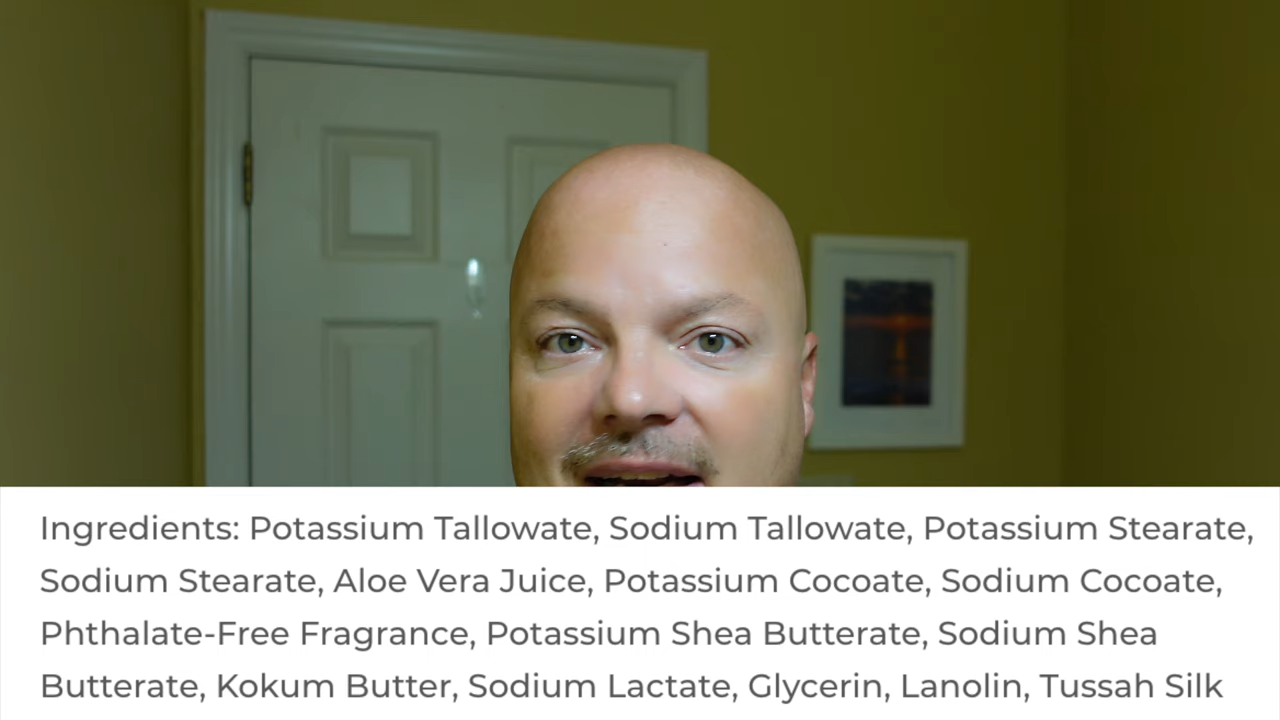 Ingredients: Potassium Tallowate, Sodium Tallowate, Potassium Stearate,
Sodium Stearate, Aloe Vera Juice, Potassium Cocoate, Sodium Cocoate,
Phthalate-Free Fragrance, Potassium Shea Butterate, Sodium Shea
Butterate, Kokum Butter, Sodium Lactate, Glycerin, Lanolin, Tussah Silk